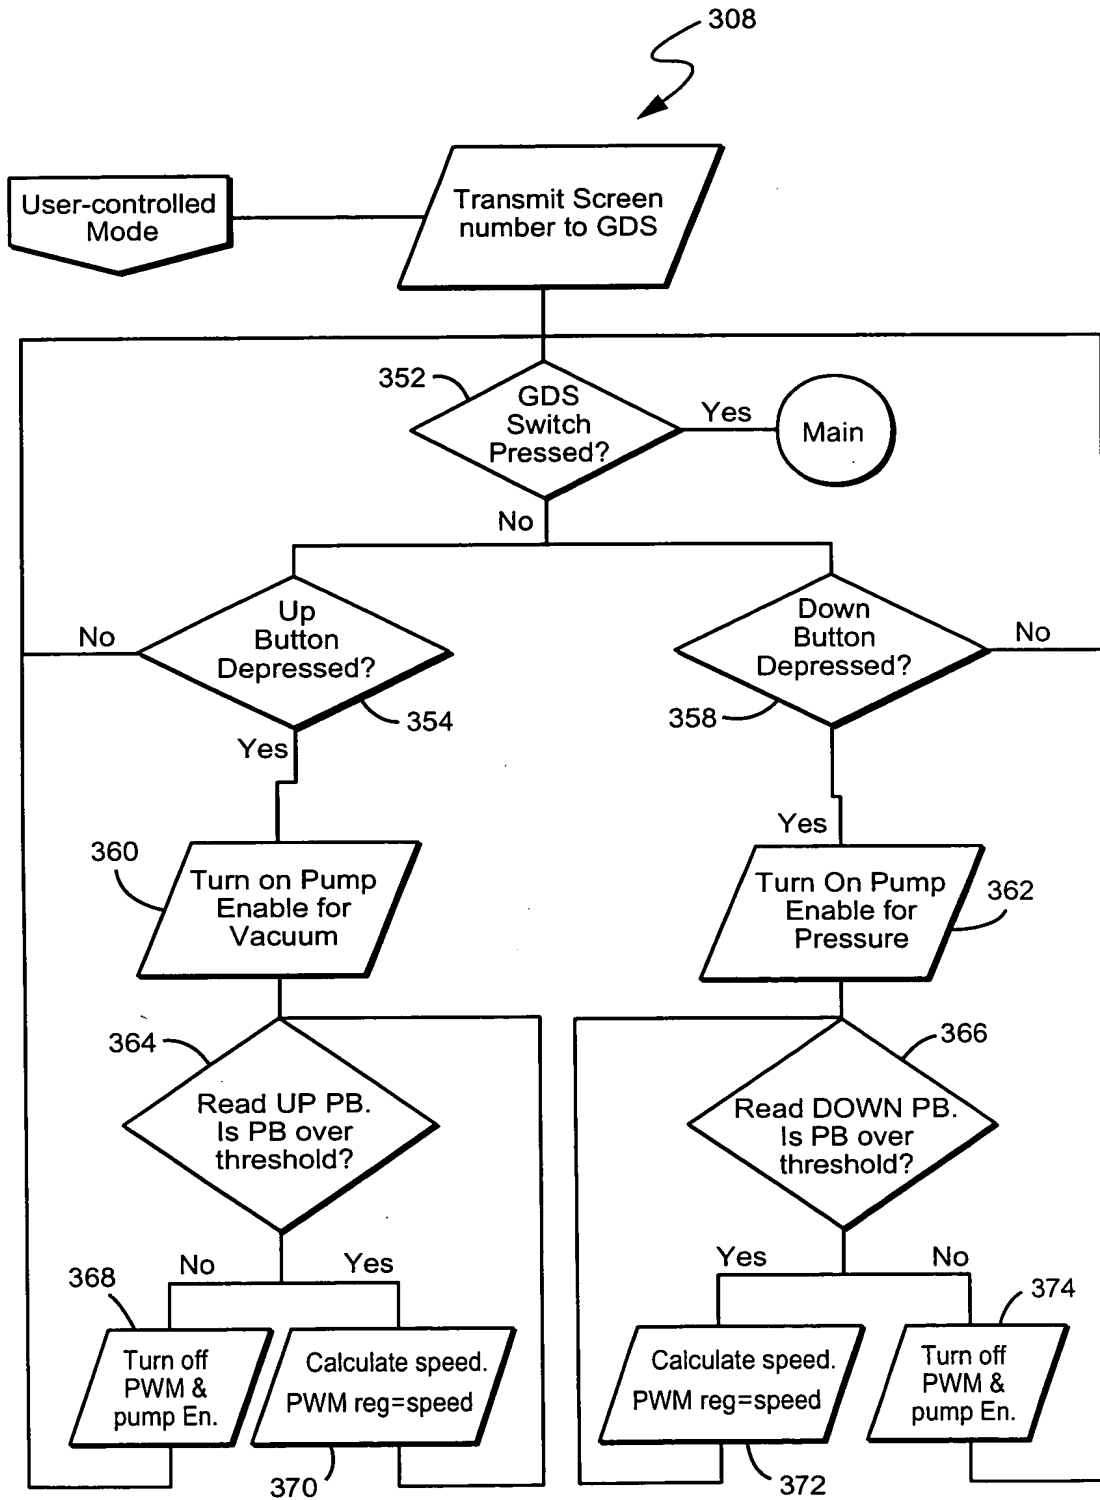 308
User-controlled
Mode
Transmit Screen
number to GDS
352
GDS
Switch
Pressed?
Yes
Main
No
Up
Button
Depressed?
No
354
Yes
Down
Button
Depressed?
No
358
Yes
360
Turn on Pump
Enable for
Vacuum
Turn On Pump
Enable for
Pressure
362
364
Read UP PB.
Is PB over
threshold?
366
Read DOWN PB.
Is PB over
threshold?
No
Yes
Yes
No
368
Turn off
PWM &
pump En.
Calculate speed.
PWM reg=speed
370
Calculate speed.
PWM reg=speed
372
374
Turn off
PWM &
pump En.